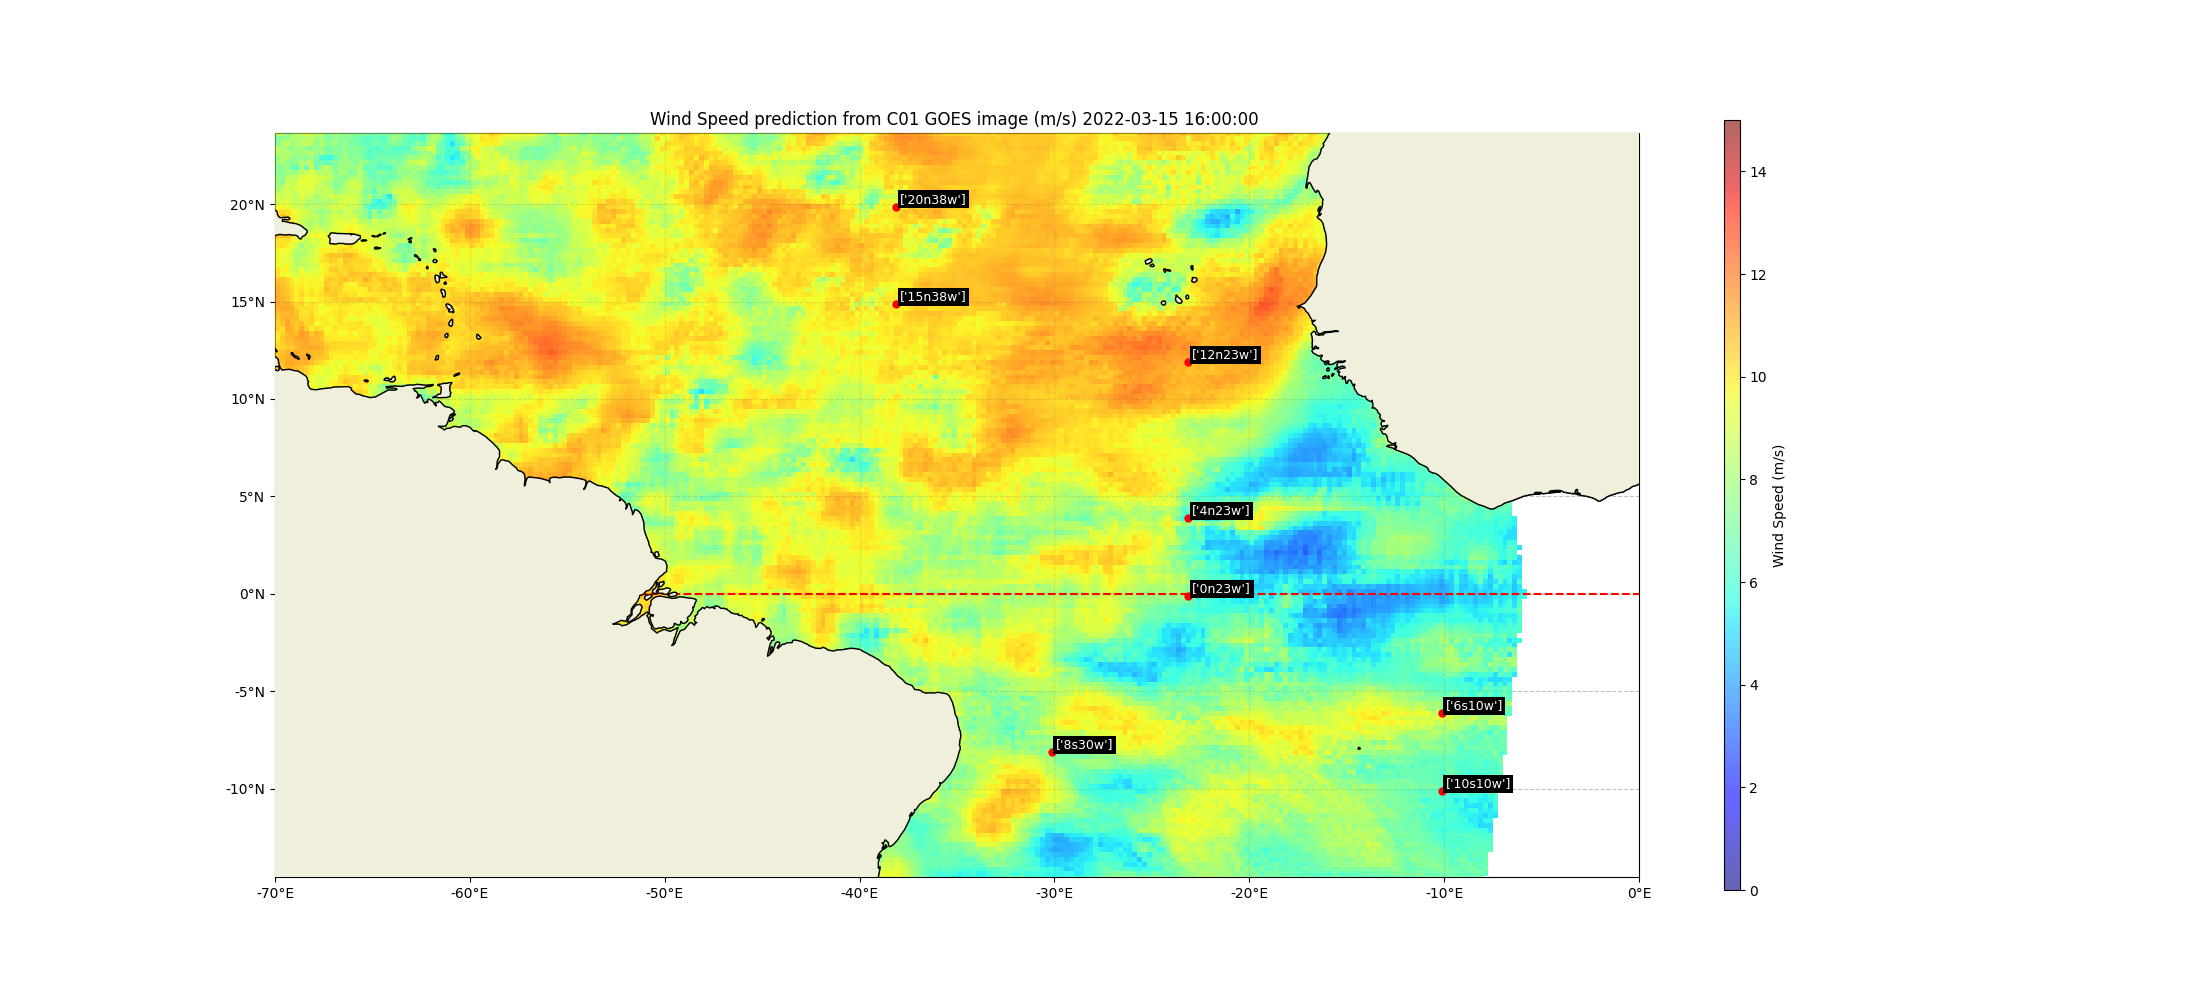 Wind Speed prediction from C01 GOES image (m/s) 2022-03-15 16:00:00
20°N
15°N
10°N
5°N
0°N
-5°N
-10°N
['20n38w']
['15n38w']
['12n23w']
['4n23w']
['0n23w']
['6s10w']
['8s30w']
['10s10w']
-70°E
-60°E
-50°E
-40°E
-30°E
-20°E
-10°E
0°E
14
12
10
8
6
4
2
0
Wind Speed (m/s)